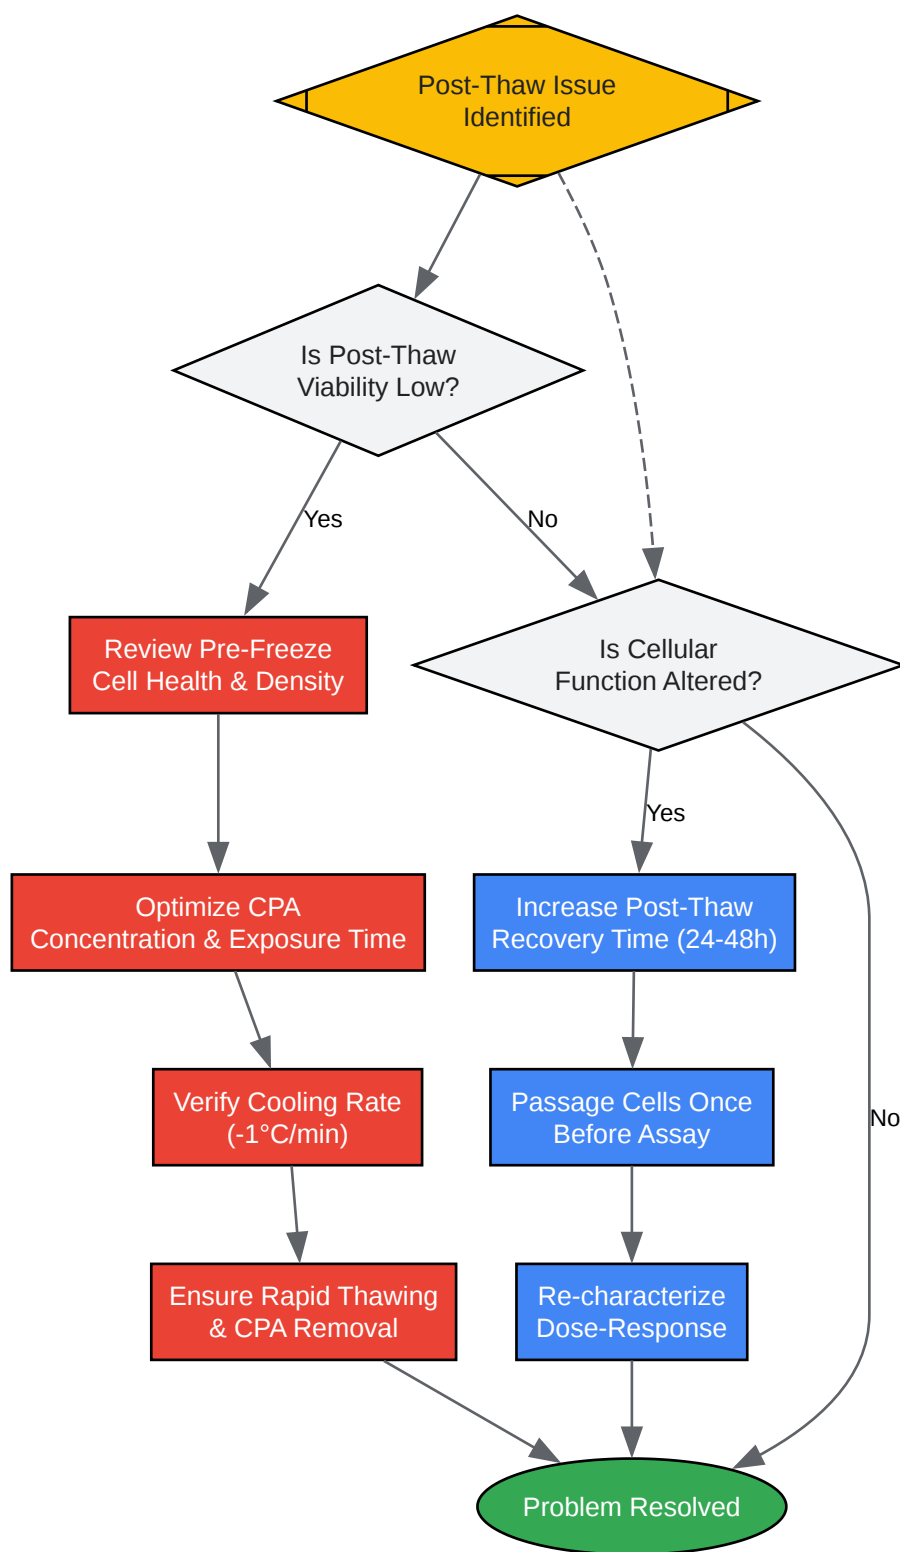 Post-Thaw Issue
Identified
Is Post-Thaw
Viability Low?
Yes
No
Review Pre-Freeze
Cell Health & Density
Is Cellular
Function Altered?
Yes
Optimize CPA
Concentration & Exposure Time
Increase Post-Thaw
Recovery Time (24-48h)
Verify Cooling Rate
(-1°C/min)
Passage Cells Once
Before Assay
No
Ensure Rapid Thawing
& CPA Removal
Re-characterize
Dose-Response
Problem Resolved